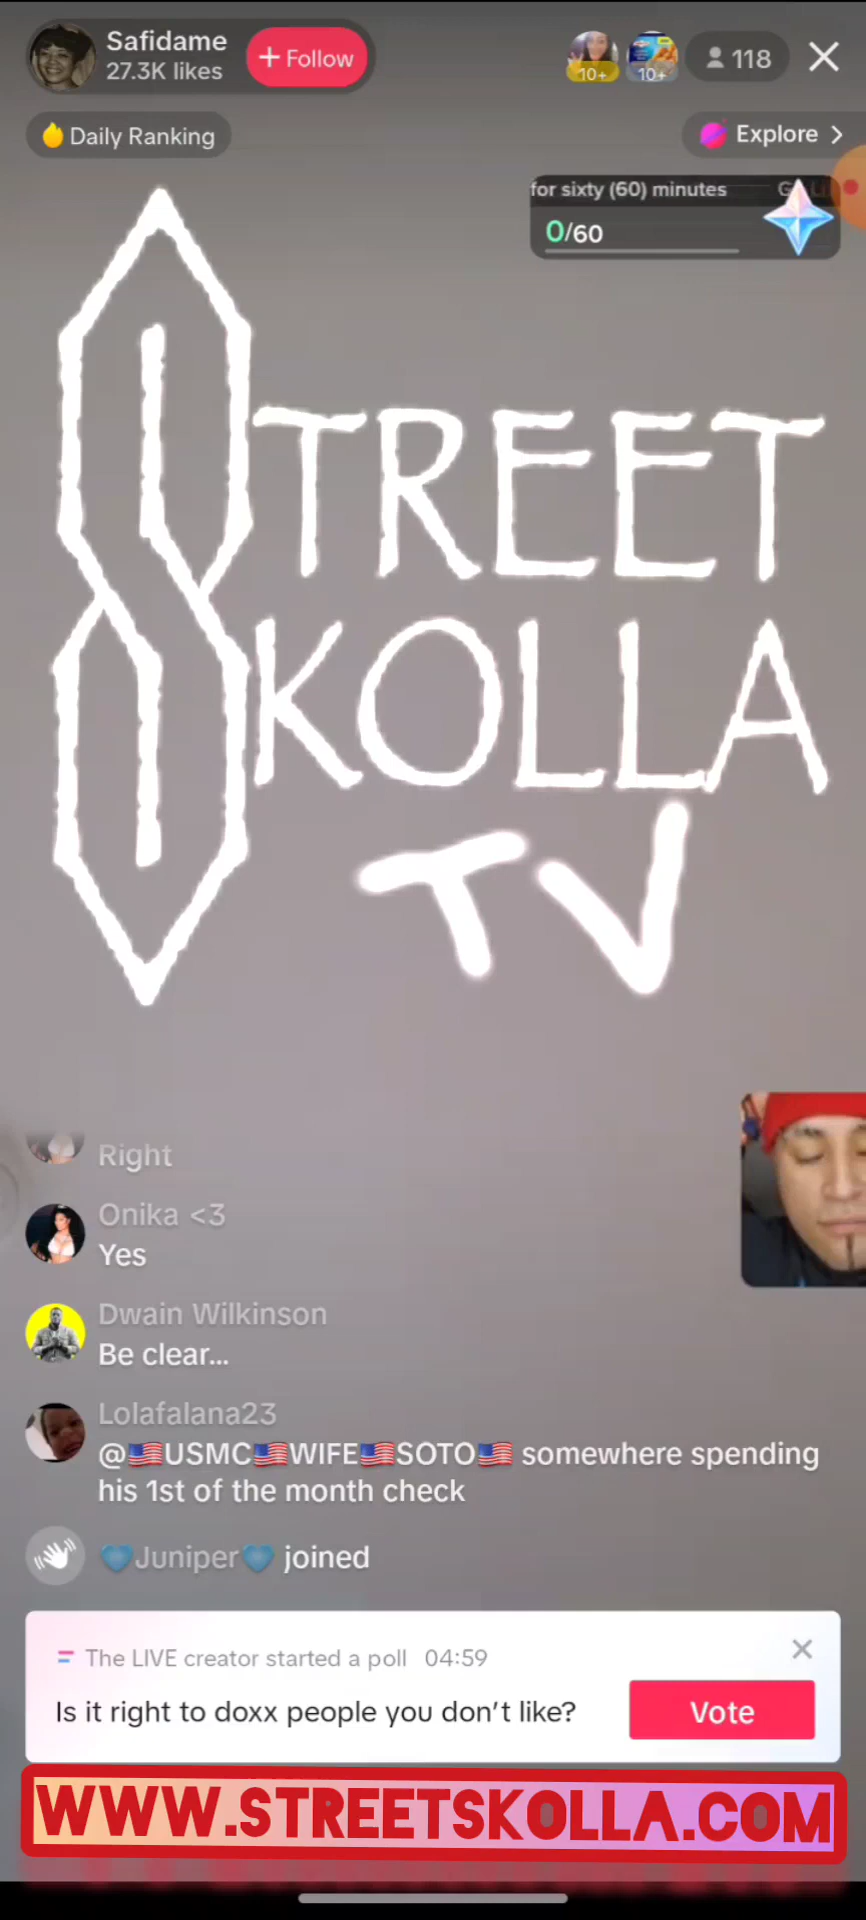 Safidame
27.3K likes
+ Follow
10+
10+
118
Daily Ranking
Explore
for sixty (60) minutes
0/60
STREET
SKOLLA
TV
Right
Onika <3
Yes
Dwain Wilkinson
Be clear...
Lolafalana23
@🇺🇸USMC🇺🇸WIFE🇺🇸SOTO🇺🇸 somewhere spending
his 1st of the month check
💙Juniper💙 joined
The LIVE creator started a poll 04:59
Is it right to doxx people you don't like?
Vote
WWW.STREETSKOLLA.COM